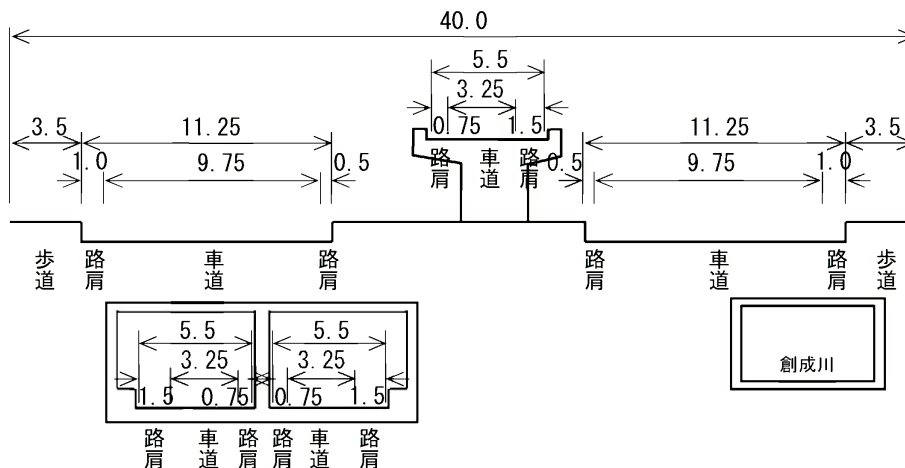 40.0
5.5
3.25
3.5 11.25 0.75 1.5 11.25 3.5
1.0 9.75 0.5 路肩 車道 路肩 0.5 9.75 1.0
歩道 路肩 車道 路肩 路肩 車道 路肩 歩道
5.5 5.5
3.25 3.25
創成川
1.5 0.75 0.75 1.5
路肩 車道 路肩 路肩 車道 路肩